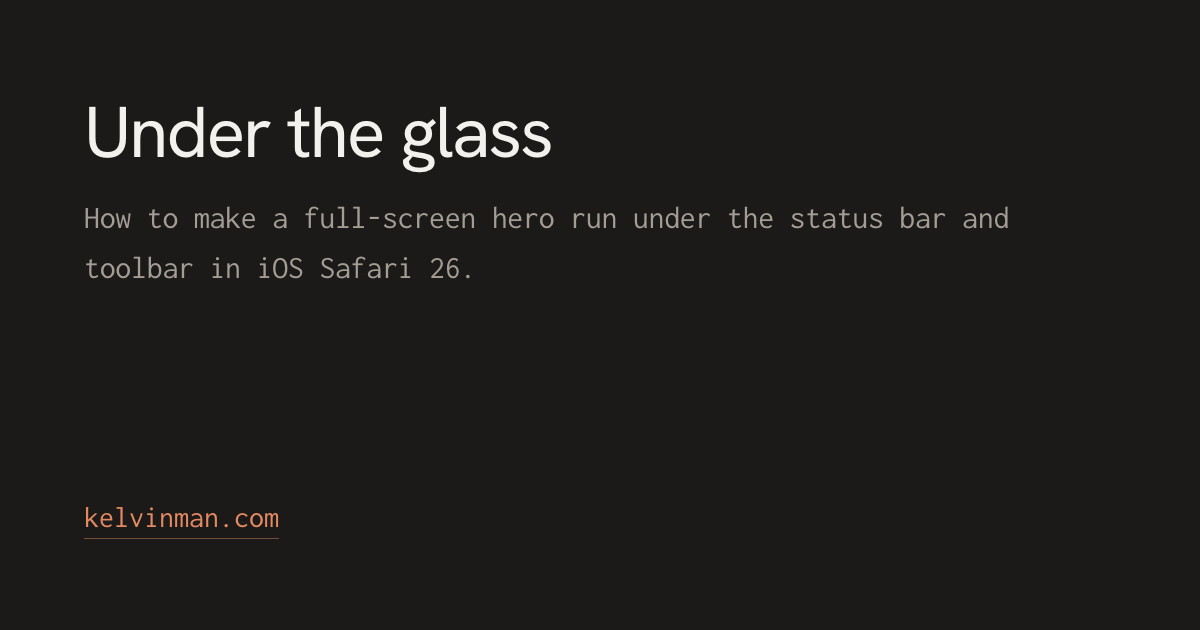 Under the glass
How to make a full-screen hero run under the status bar and
toolbar in iOS Safari 26.
kelvinman.com